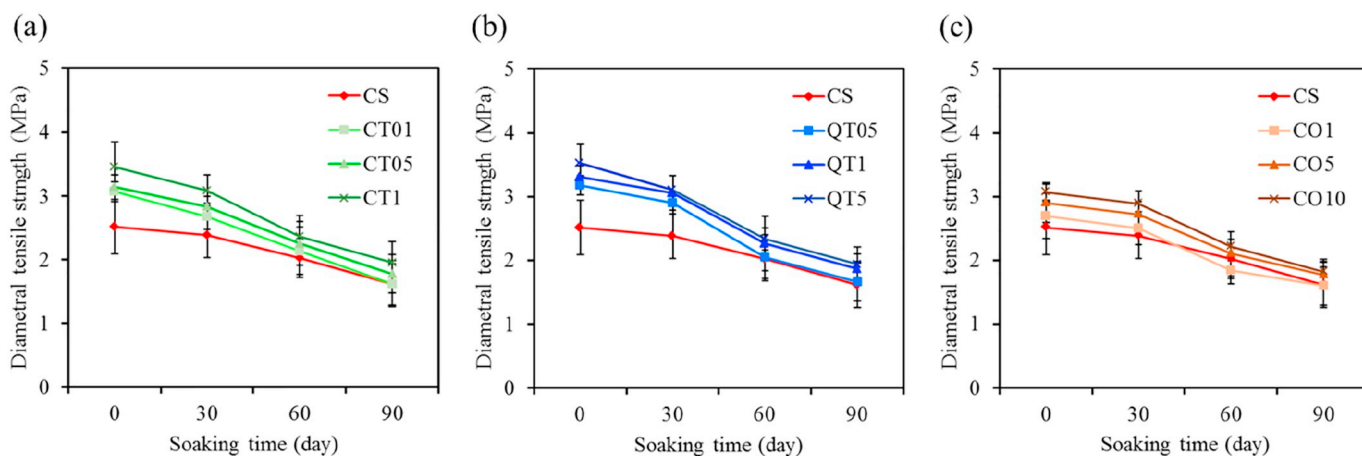 (a)
Diametral tensile strngth (MPa)
5
4
3
2
1
0
CS
CT01
CT05
CT1
0 30 60 90
Soaking time (day)
(b)
Diametral tensile strngth (MPa)
5
4
3
2
1
0
CS
QT05
QT1
QT5
0 30 60 90
Soaking time (day)
(c)
Diametral tensile strngth (MPa)
5
4
3
2
1
0
CS
CO1
CO5
CO10
0 30 60 90
Soaking time (day)